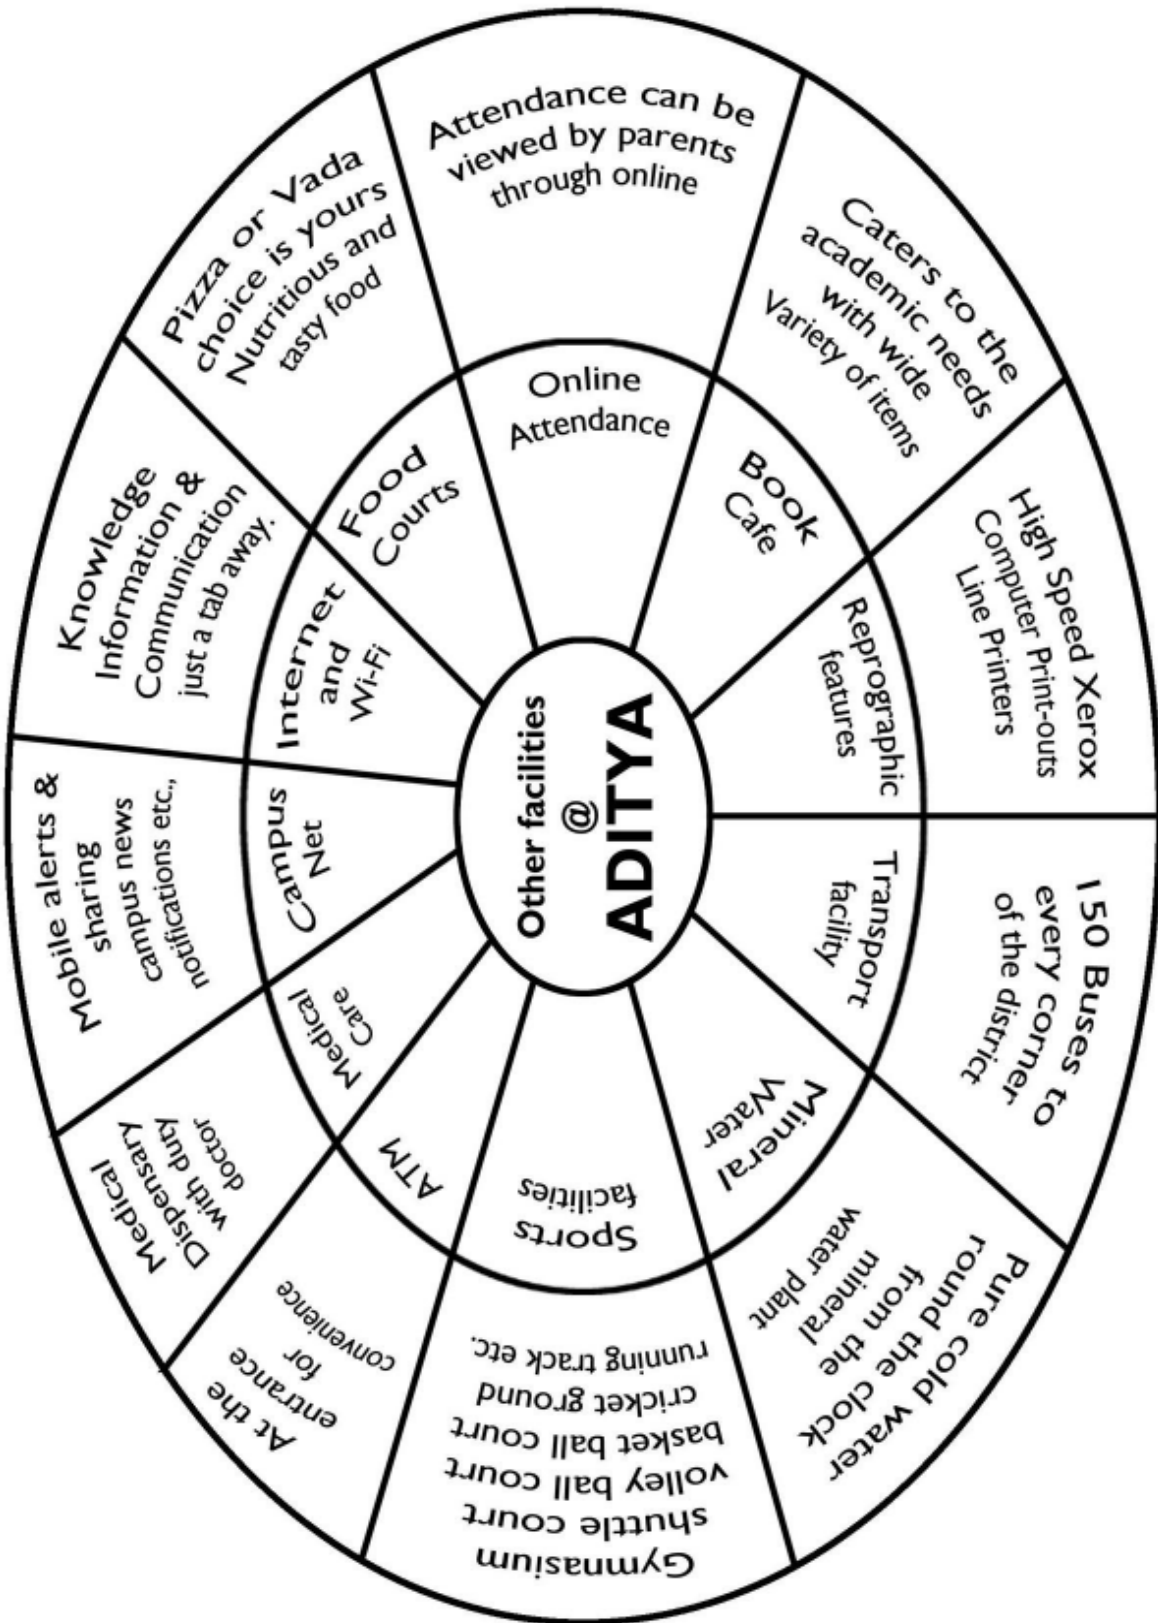 Other facilities
@
ADITYA
Online
Attendance
Attendance can be
viewed by parents
through online
Book
Cafe
Caters to the
academic needs
with wide
Variety of items
Reprographic
features
High Speed Xerox
Computer Print-outs
Line Printers
Transport
facility
150 Buses to
every corner
of the district
Mineral
Water
Pure cold water
round the clock
from the
mineral
water plant
Sports
facilities
Gymnasium
shuttle court
volley ball court
basket ball court
cricket ground
running track etc.
ATM
At the
entrance
for
convenience
Medical
Care
Medical
Dispensary
with duty
doctor
Campus
Net
Mobile alerts &
sharing
campus news
notifications etc.,
Internet
and
Wi-Fi
Knowledge
Information &
Communication
just a tab away.
Food
Courts
Pizza or Vada
choice is yours
Nutritious and
tasty food